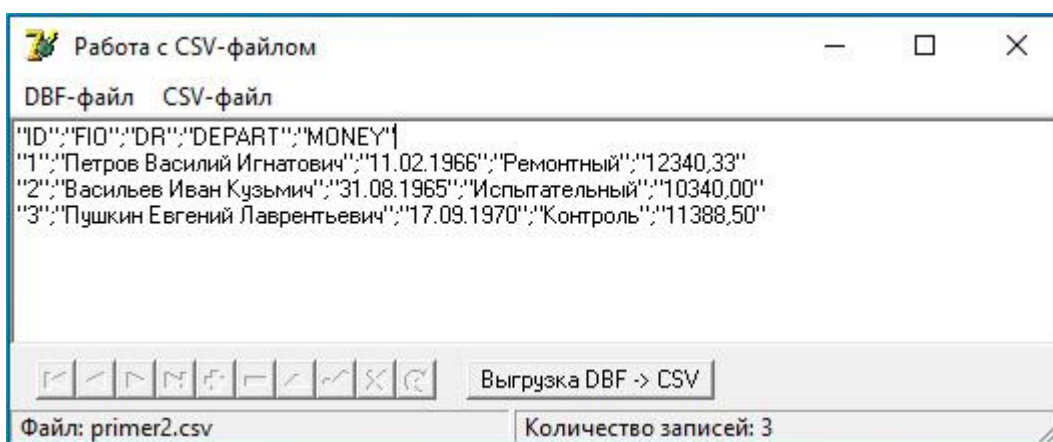 Работа с CSV-файлом
DBF-файл CSV-файл
"ID";"FIO";"DR";"DEPART";"MONEY"
"1";"Петров Василий Игнатович";"11.02.1966";"Ремонтный";"12340,33"
"2";"Васильев Иван Кузьмич";"31.08.1965";"Испытательный";"10340,00"
"3";"Пушкин Евгений Лаврентьевич";"17.09.1970";"Контроль";"11388,50"
Выгрузка DBF -> CSV
Файл: primer2.csv Количество записей: 3